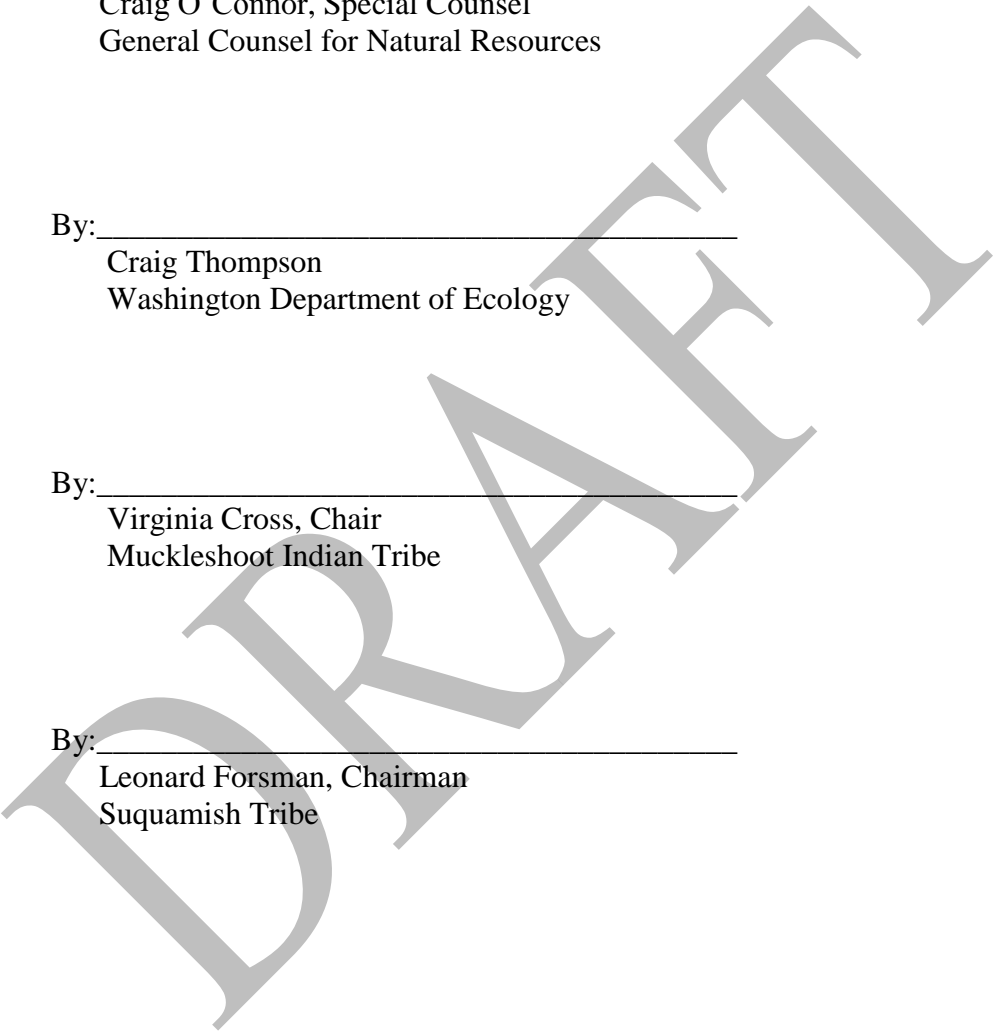 Craig O'Connor, Special Counsel
General Counsel for Natural Resources
By:________________________________________
Craig Thompson
Washington Department of Ecology
By:________________________________________
Virginia Cross, Chair
Muckleshoot Indian Tribe
By:________________________________________
Leonard Forsman, Chairman
Suquamish Tribe
DRAFT